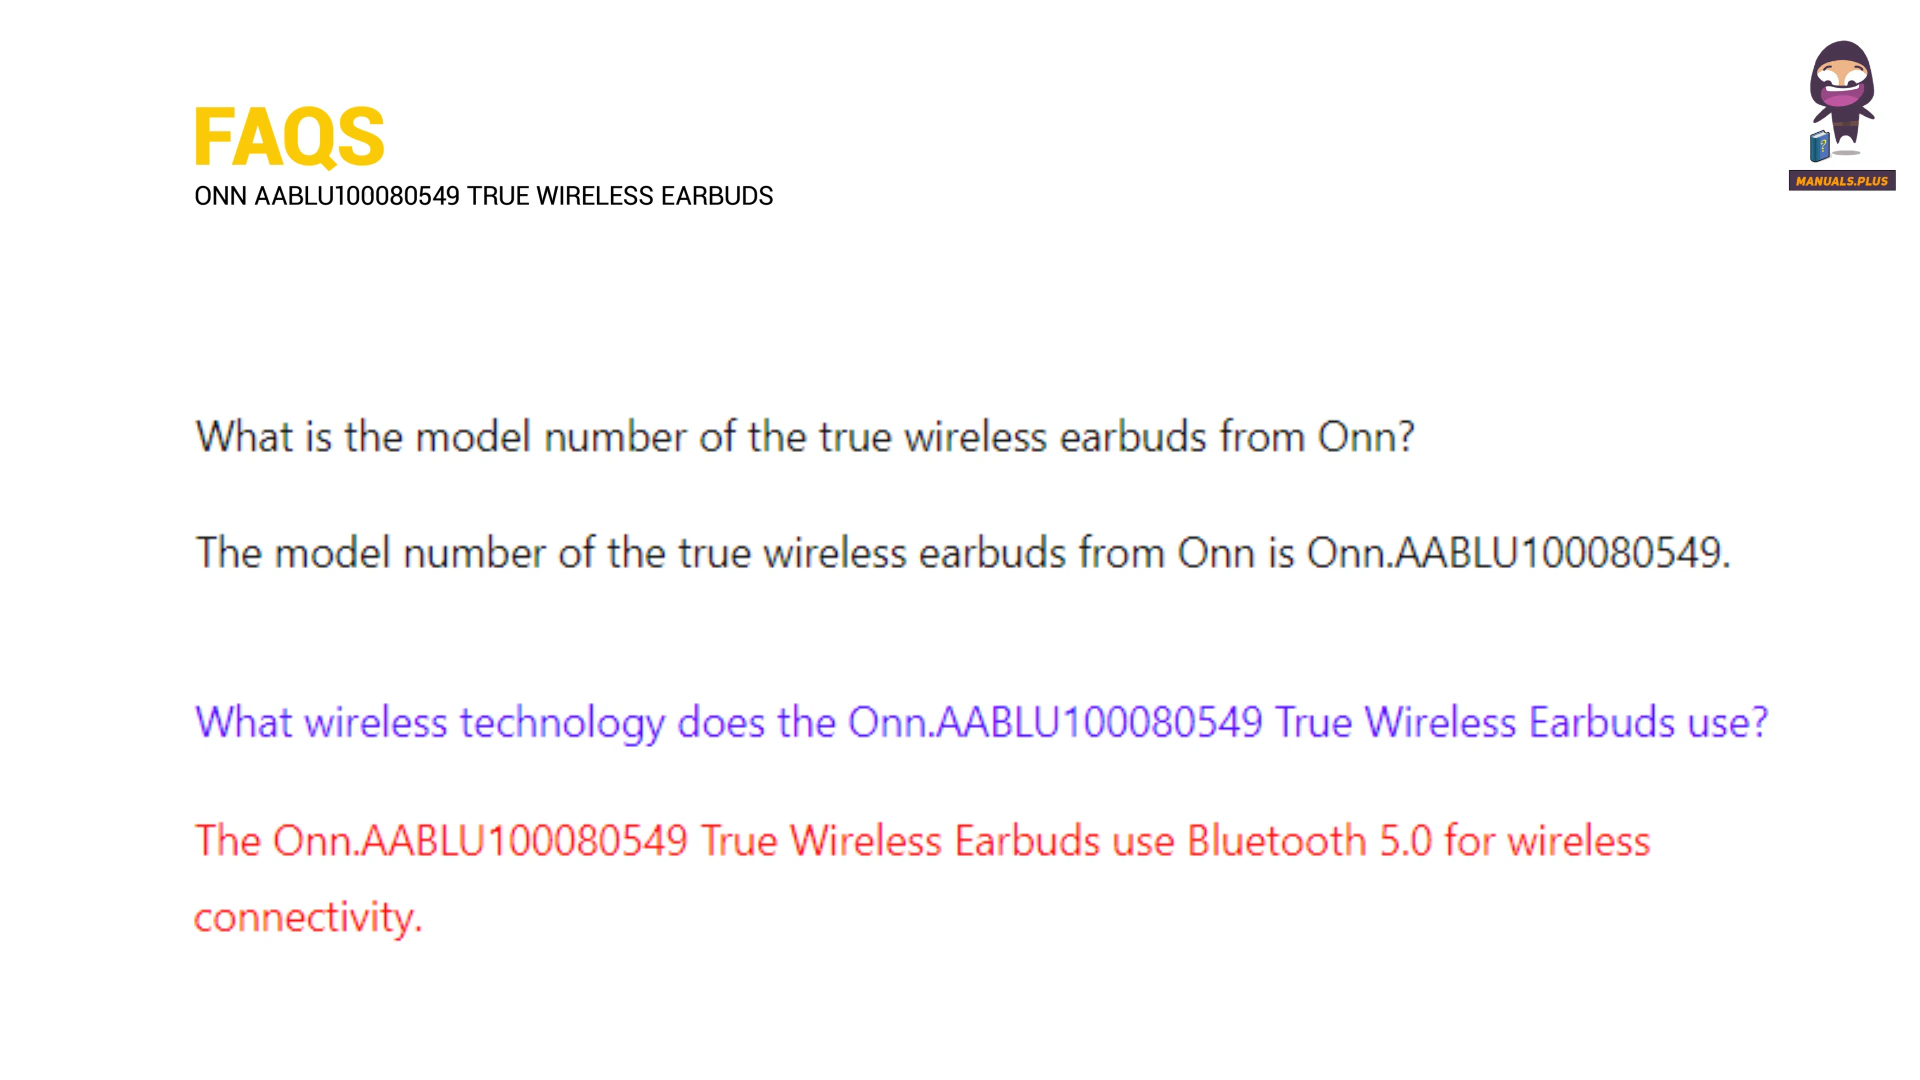 FAQS
ONN AABLU100080549 TRUE WIRELESS EARBUDS
?
MANUALS.PLUS
What is the model number of the true wireless earbuds from Onn?
The model number of the true wireless earbuds from Onn is Onn.AABLU100080549.
What wireless technology does the Onn.AABLU100080549 True Wireless Earbuds use?
The Onn.AABLU100080549 True Wireless Earbuds use Bluetooth 5.0 for wireless
connectivity.